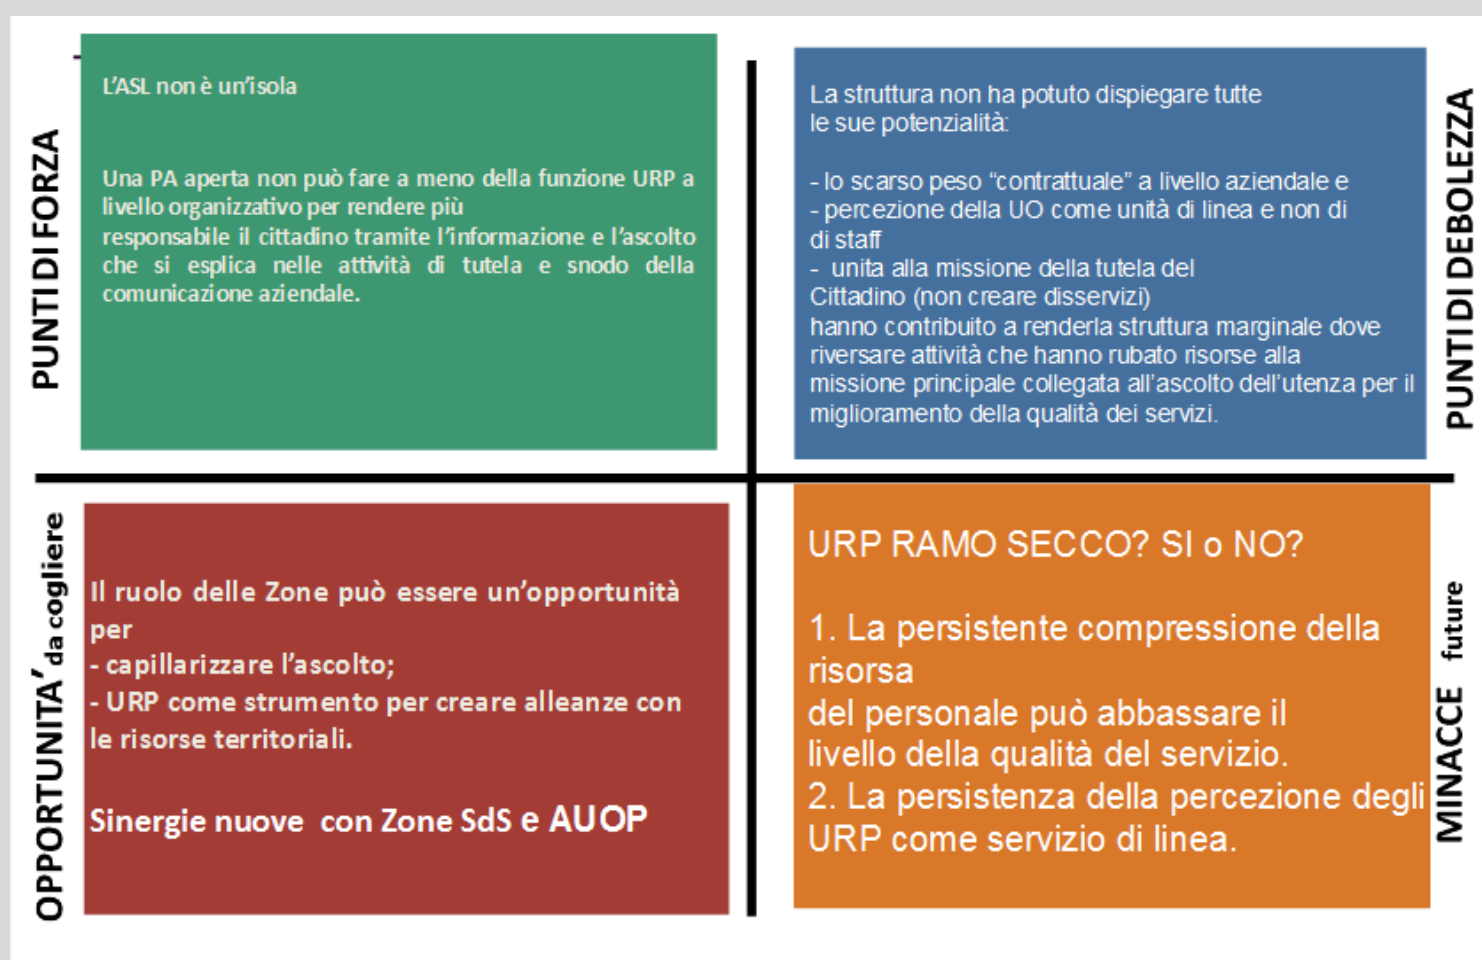 PUNTI DI FORZA
L'ASL non è un'isola
Una PA aperta non può fare a meno della funzione URP a
livello organizzativo per rendere più
responsabile il cittadino tramite l'informazione e l'ascolto
che si esplica nelle attività di tutela e snodo della
comunicazione aziendale.
PUNTI DI DEBOLEZZA
La struttura non ha potuto dispiegare tutte
le sue potenzialità:
- lo scarso peso “contrattuale” a livello aziendale e
- percezione della UO come unità di linea e non di
di staff
- unita alla missione della tutela del
Cittadino (non creare disservizi)
hanno contribuito a renderla struttura marginale dove
riversare attività che hanno rubato risorse alla
missione principale collegata all'ascolto dell'utenza per il
miglioramento della qualità dei servizi.
OPPORTUNITA' da cogliere
Il ruolo delle Zone può essere un'opportunità
per
- capillarizzare l'ascolto;
- URP come strumento per creare alleanze con
le risorse territoriali.
Sinergie nuove con Zone SdS e AUOP
MINACCE future
URP RAMO SECCO? SI o NO?
1. La persistente compressione della
risorsa
del personale può abbassare il
livello della qualità del servizio.
2. La persistenza della percezione degli
URP come servizio di linea.